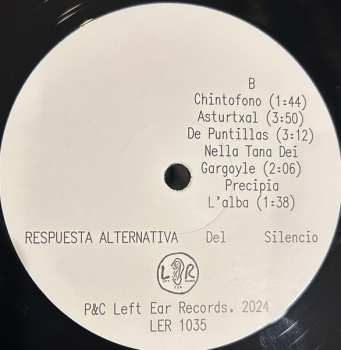 B
Chintofono (1:44)
Asturtxal (3:50)
De Puntillas (3:12)
Nella Tana Dei
Gargoyle (2:06)
Precipia
L'alba (1:38)
RESPUESTA ALTERNATIVA Del Silencio
L R
P&C Left Ear Records. 2024
LER 1035